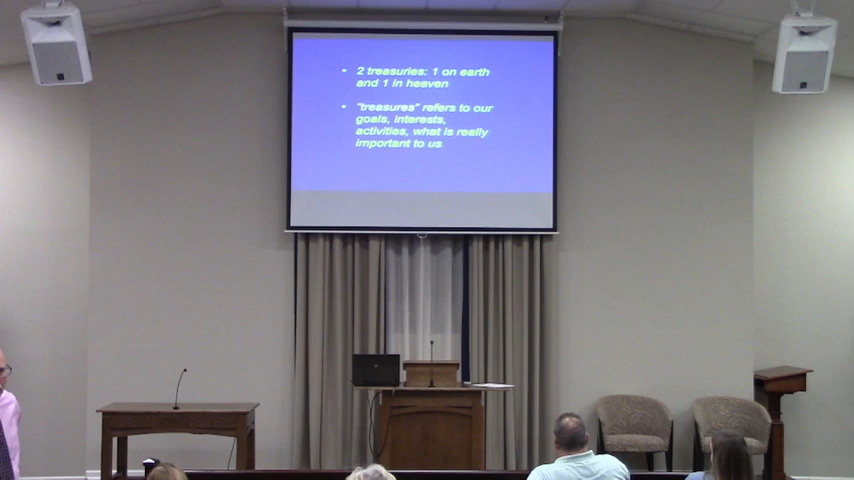 • 2 treasuries: 1 on earth
and 1 in heaven
• "treasures" refers to our
goals, interests,
activities, what is really
important to us